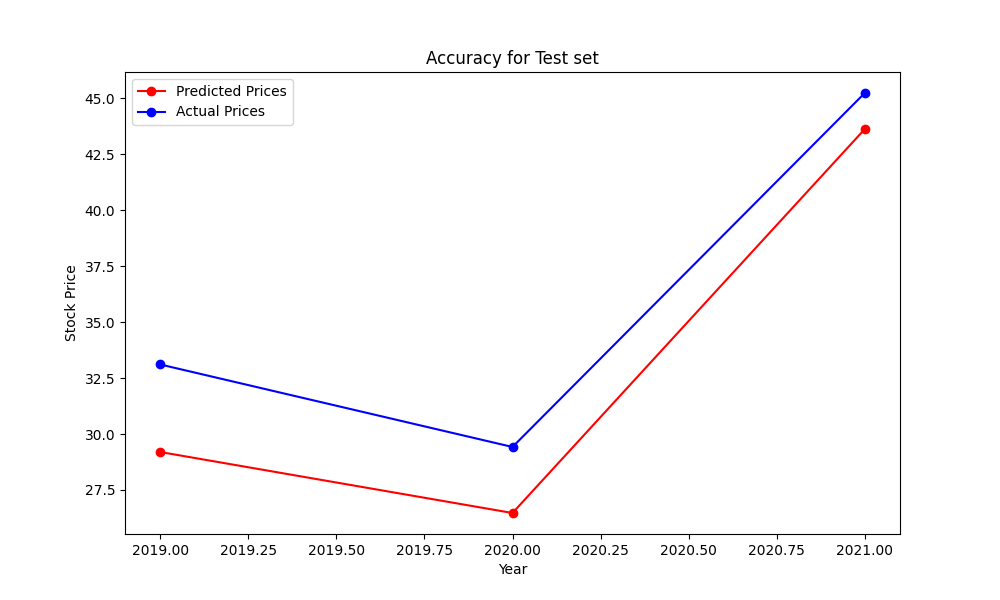 Accuracy for Test set
Predicted Prices
Actual Prices
45.0
42.5
40.0
37.5
35.0
32.5
30.0
27.5
Stock Price
2019.00 2019.25 2019.50 2019.75 2020.00 2020.25 2020.50 2020.75 2021.00
Year